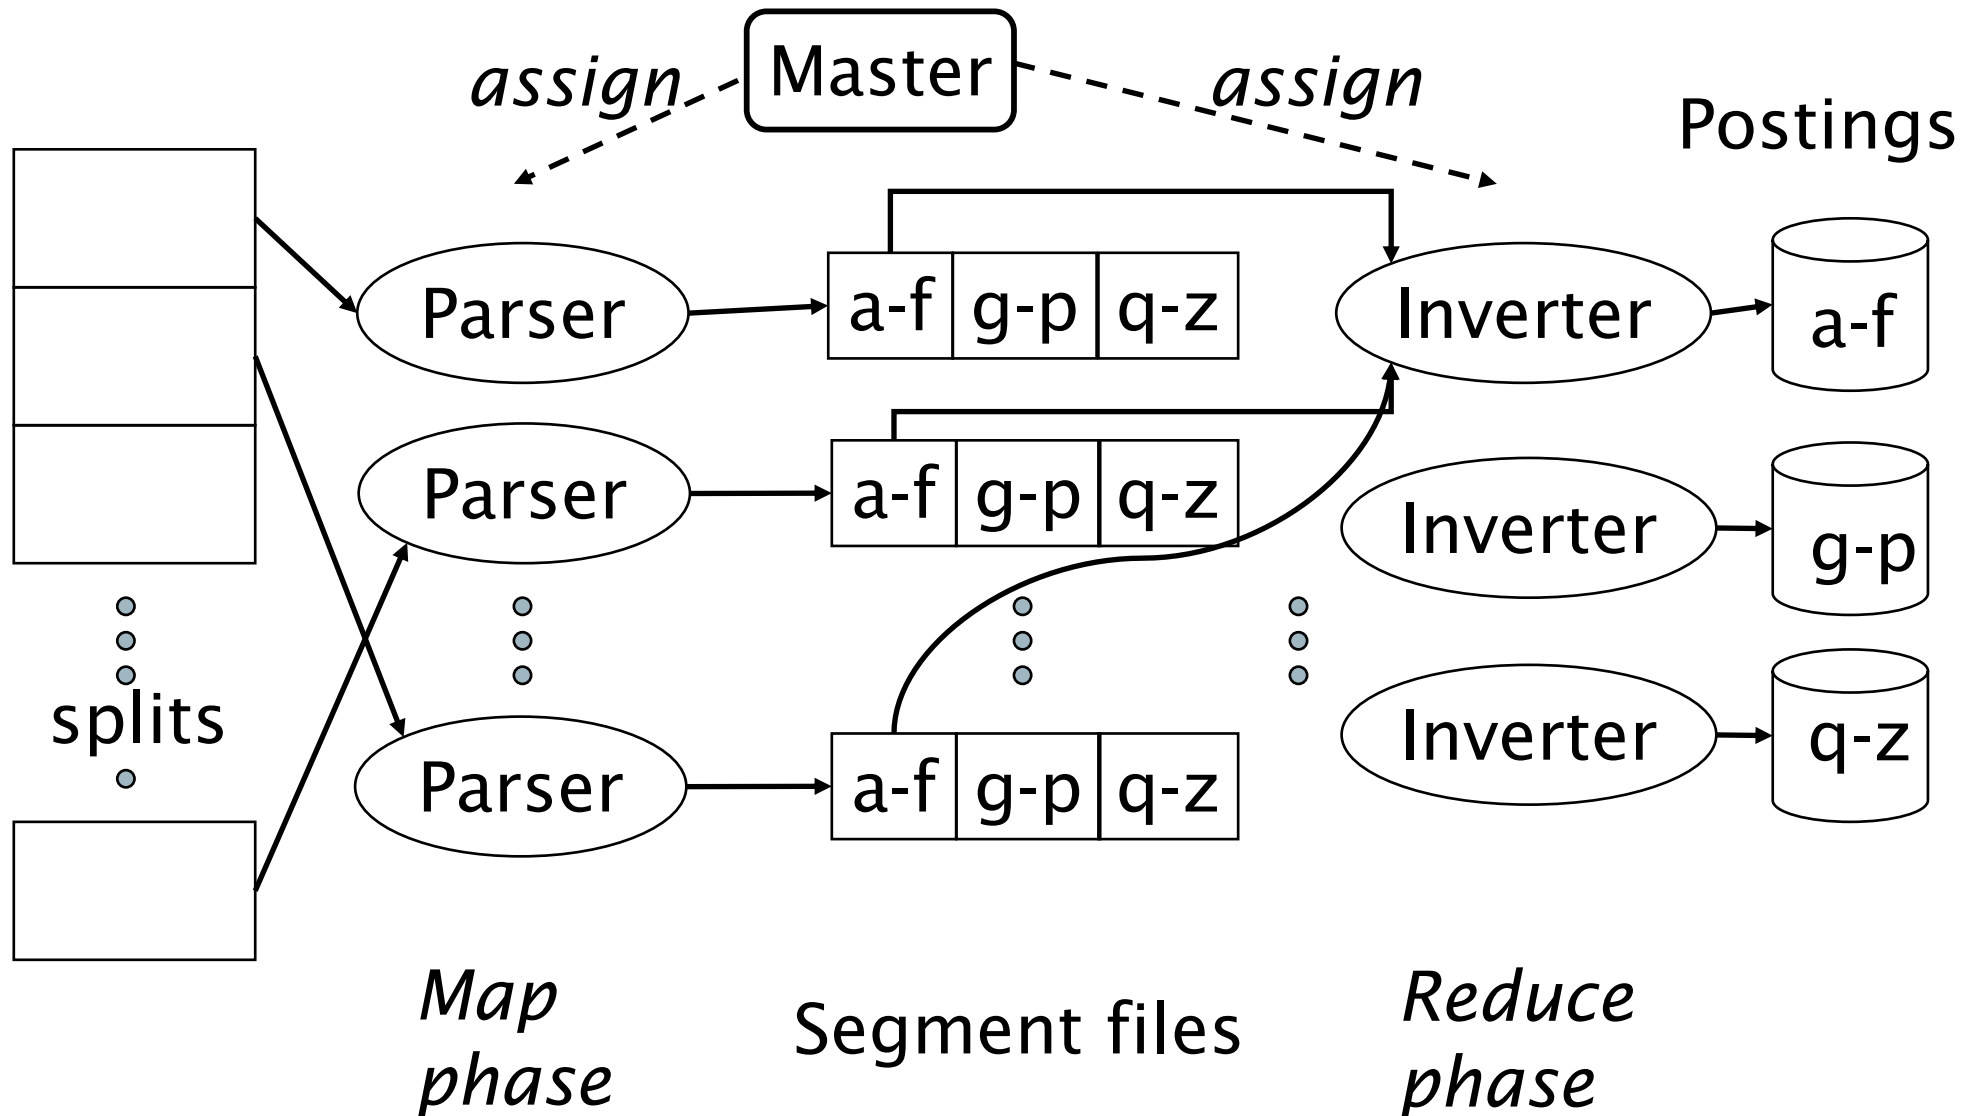 assign
Master
assign
Postings
Parser
a-f g-p q-z
Inverter
a-f
Parser
a-f g-p q-z
Inverter
g-p
splits
Parser
a-f g-p q-z
Inverter
q-z
Map
phase
Segment files
Reduce
phase